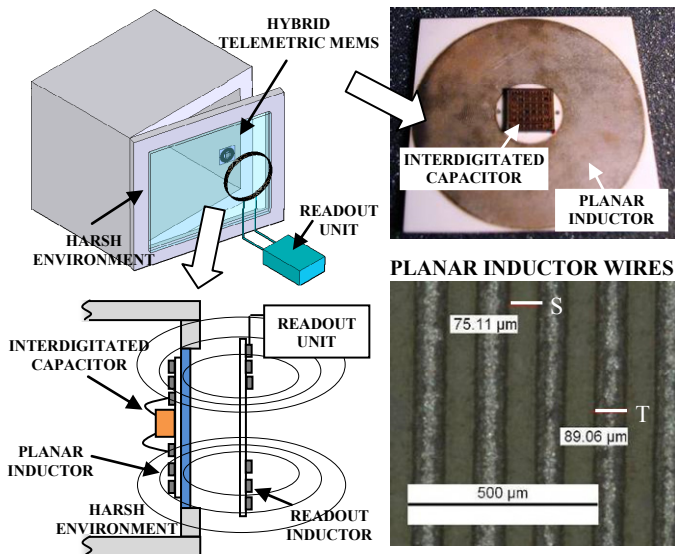 HYBRID
TELEMETRIC MEMS
HARSH
ENVIRONMENT
READOUT
UNIT
INTERDIGITATED
CAPACITOR
PLANAR
INDUCTOR
INTERDIGITATED
CAPACITOR
READOUT
UNIT
PLANAR
INDUCTOR
HARSH
ENVIRONMENT
READOUT
INDUCTOR
PLANAR INDUCTOR WIRES
S
75.11 µm
T
89.06 µm
500 µm